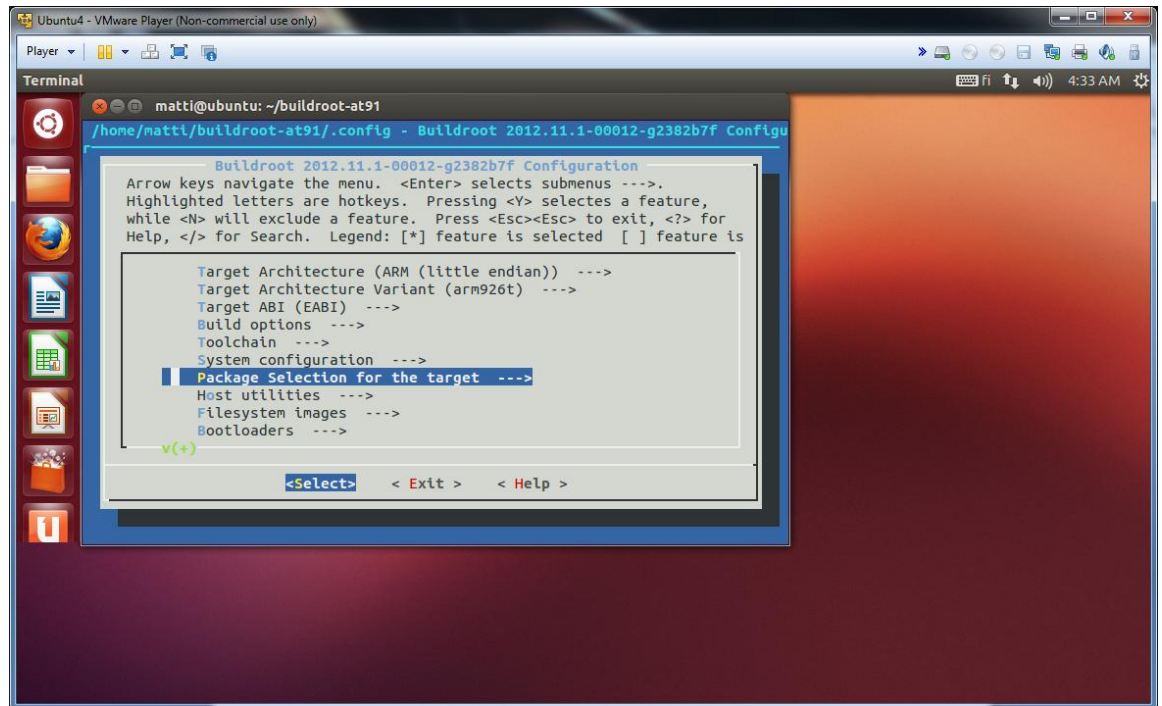 Ubuntu4 - VMware Player (Non-commercial use only)
Player
Terminal
fi
4:33 AM
matti@ubuntu: ~/buildroot-at91
/home/matti/buildroot-at91/.config - Buildroot 2012.11.1-00012-g2382b7f Configu
Buildroot 2012.11.1-00012-g2382b7f Configuration
Arrow keys navigate the menu.  <Enter> selects submenus --->.
Highlighted letters are hotkeys.  Pressing <Y> selectes a feature,
while <N> will exclude a feature.  Press <Esc><Esc> to exit, <?> for
Help, </> for Search.  Legend: [*] feature is selected  [ ] feature is
Target Architecture (ARM (little endian))  --->
Target Architecture Variant (arm926t)  --->
Target ABI (EABI)  --->
Build options  --->
Toolchain  --->
System configuration  --->
Package Selection for the target  --->
Host utilities  --->
Filesystem images  --->
Bootloaders  --->
v(+)
<Select>    < Exit >    < Help >